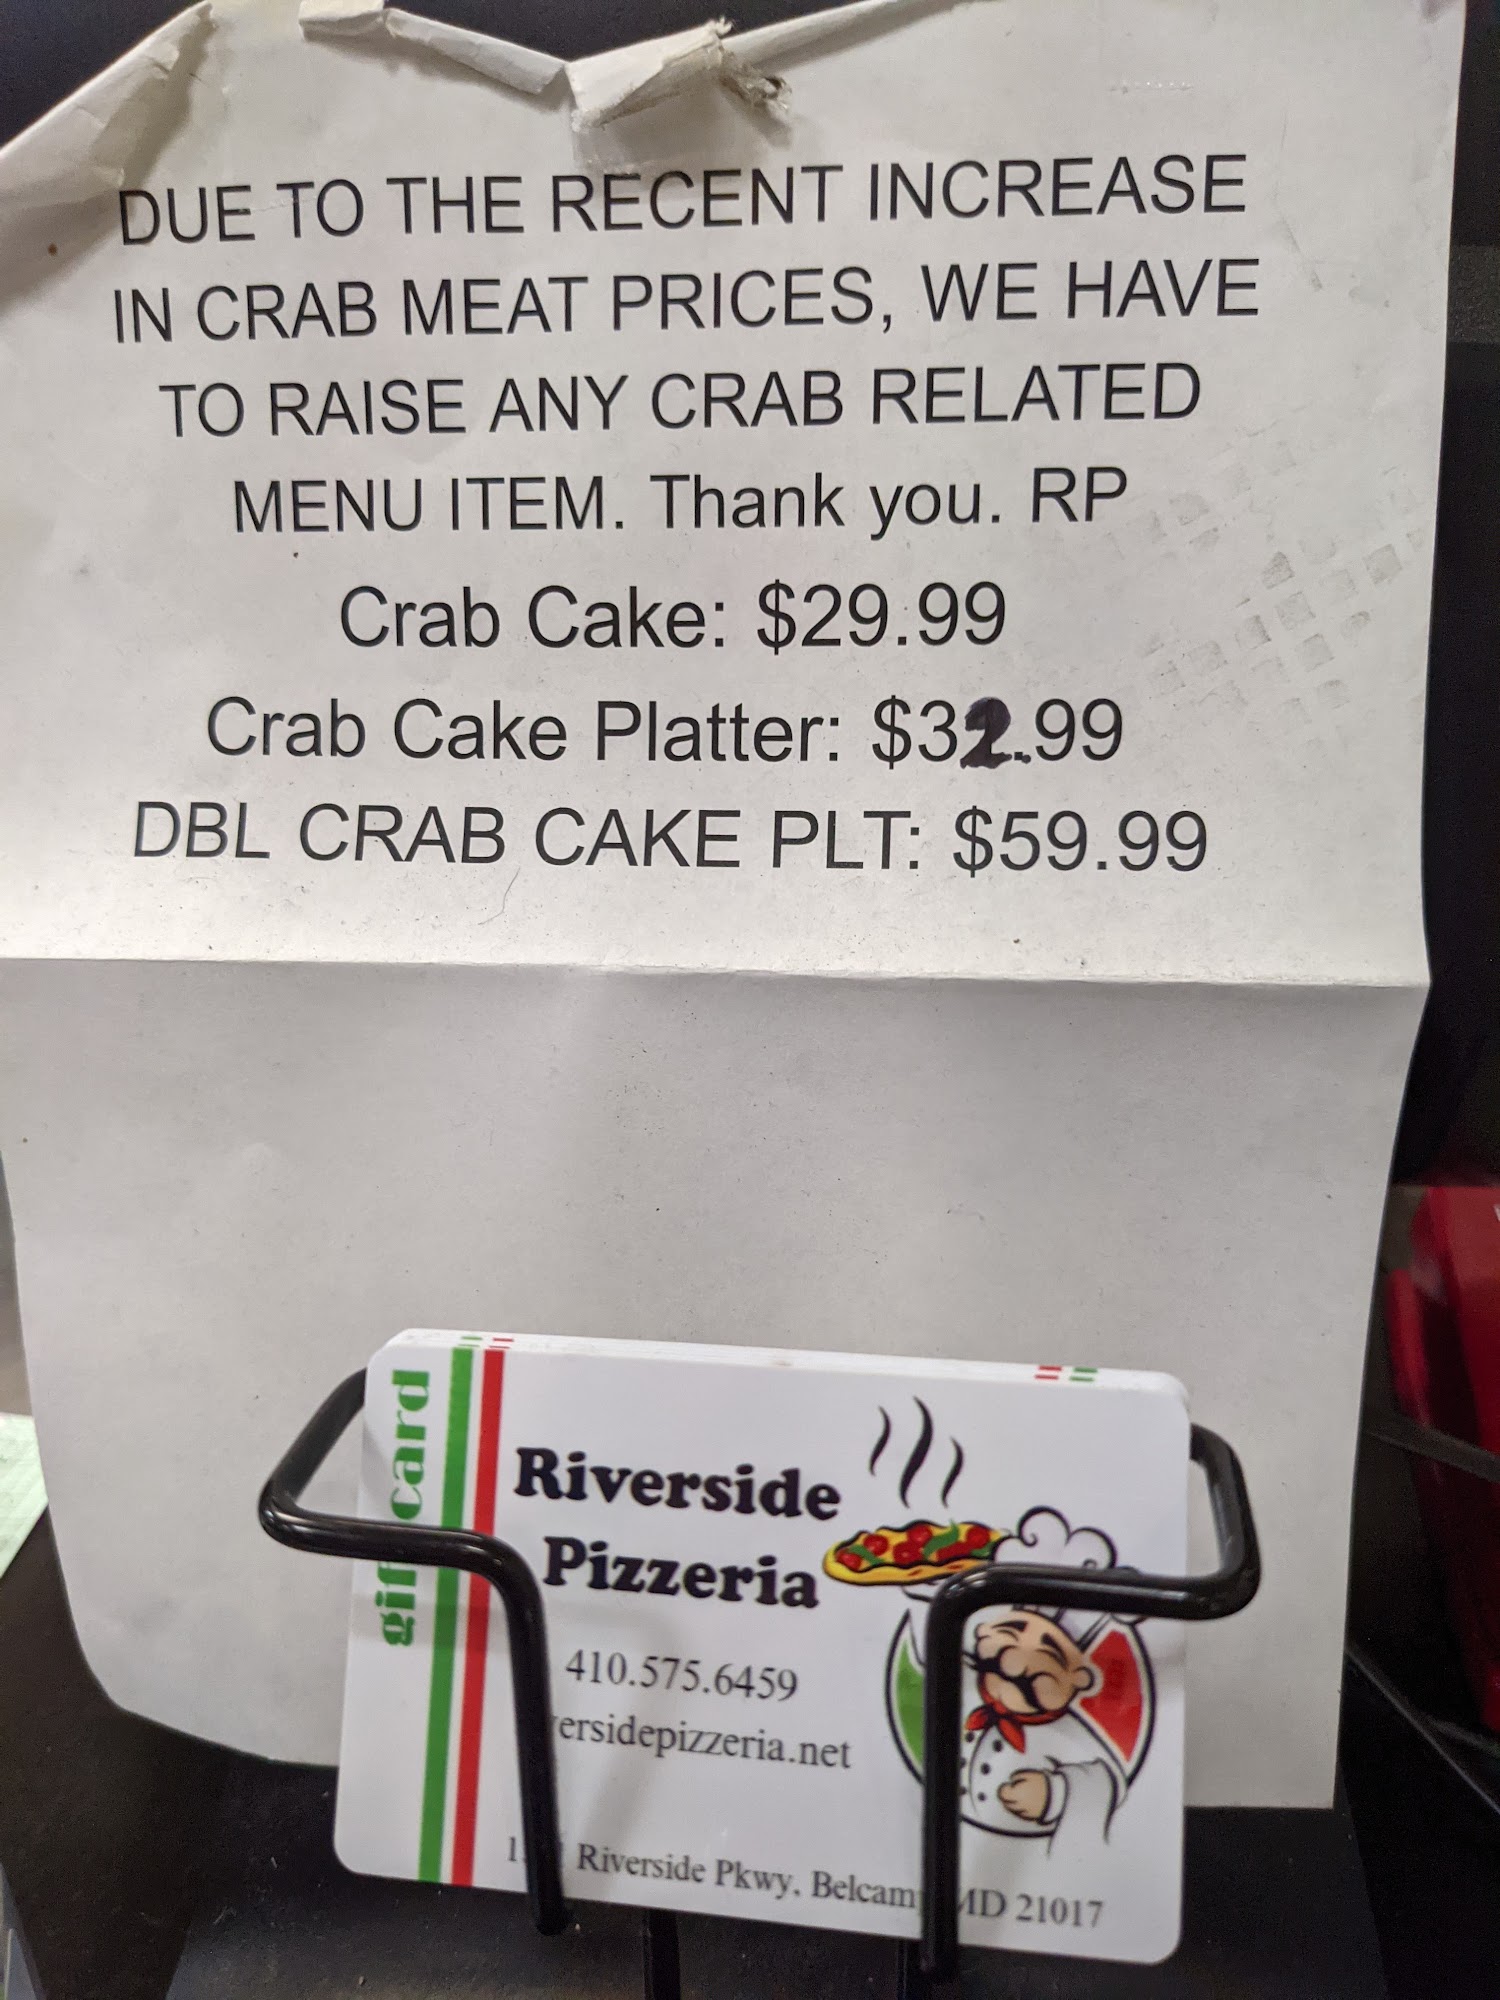 DUE TO THE RECENT INCREASE
IN CRAB MEAT PRICES, WE HAVE
TO RAISE ANY CRAB RELATED
MENU ITEM. Thank you. RP
Crab Cake: $29.99
Crab Cake Platter: $32.99
DBL CRAB CAKE PLT: $59.99
gift card
Riverside
Pizzeria
410.575.6459
ersidepizzeria.net
Riverside Pkwy, Belcamp MD 21017